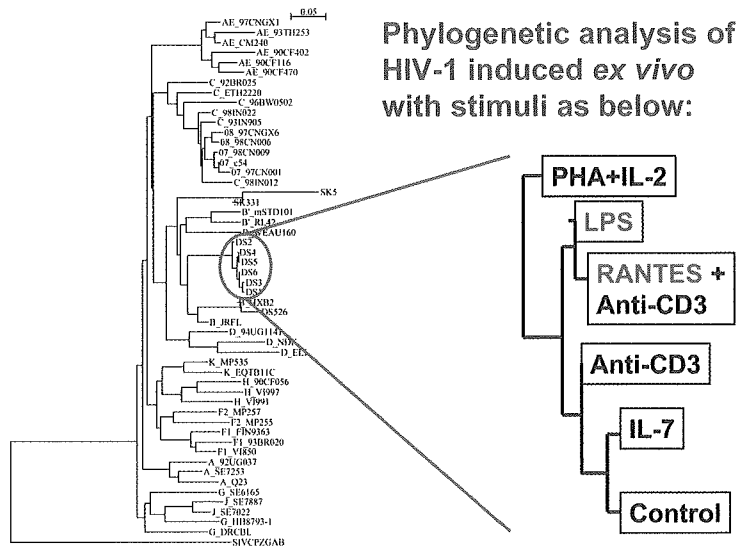 0.05
Phylogenetic analysis of
HIV-1 induced ex vivo
with stimuli as below:
AE_97CNGX1
AE_93TH253
AE_CM240
AE_90CF402
AE_90CF116
AE_90CF470
C_92BR025
C_ETH2220
C_96BW0502
C_98IN022
C_93IN905
08_97CNGX6
08_98CN006
07_98CN009
07_c54
07_97CN001
C_98IN012
SK5
SK331
B'_mSTD101
B'_RL42
DS2
DS4
DS5
DS6
DS3
DS526
B_JRFL
D_94UG1141
K_MP535
K_EQTB11C
H_90CF056
H_VI997
H_VI991
F2_MP257
F2_MP255
F1_FIN9363
F1_93BR020
F1_VI850
A_92UG037
A_SE7253
A_Q23
G_SE6165
J_SE7887
J_SE7022
G_HH8793-1
G_DRCBL
SIVCPZGAB
PHA+IL-2
LPS
RANTES +
Anti-CD3
Anti-CD3
IL-7
Control